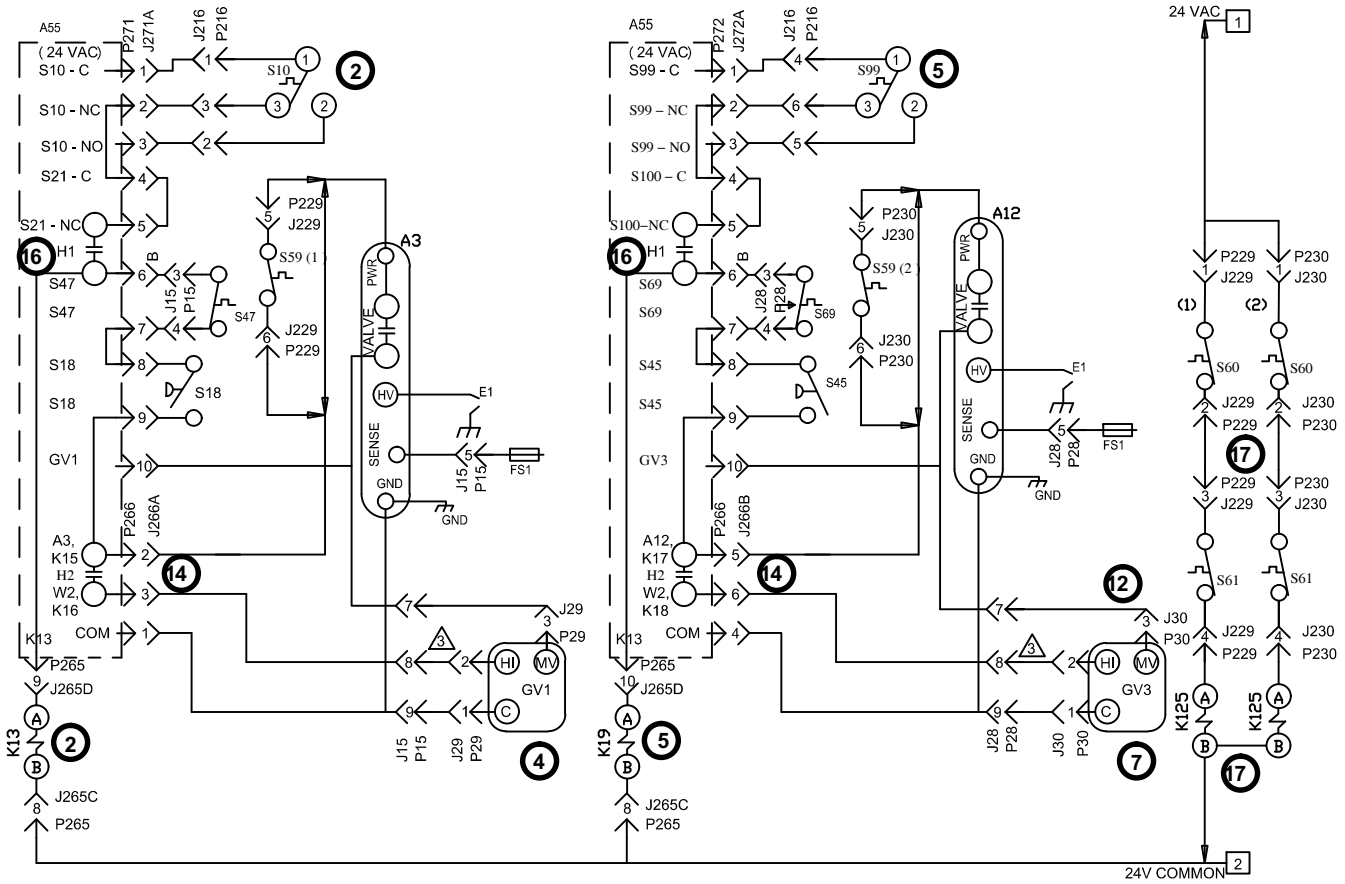 A55
( 24 VAC)
P271
J271A
J216
P216
S10 - C
1
1
1
S10
2
S10 - NC
2
3
3
2
S10 - NO
3
2
S21 - C
4
S21 - NC
5
16
H1
S47
6
B
3
J15
P15
S47
S47
7
4
S18
8
S18
S18
9
GV1
10
P229
5
J229
S59 (1 )
J229
6
P229
A3
PWR
VALVE
HV
E1
SENSE
5
J15
P15
FS1
GND
GND
P266
J266A
A3,
K15
2
14
H2
W2,
K16
3
COM
1
K13
P265
9
J265D
A
K13
2
B
J265C
8
P265
7
J29
3
P29
8
3
2
HI
MV
GV1
9
1
C
J15
P15
J29
P29
4
A55
( 24 VAC)
P272
J272A
J216
P216
S99 - C
1
4
1
S99
5
S99 – NC
2
6
3
2
S99 – NO
3
5
S100 - C
4
S100-NC
5
16
H1
S69
6
B
3
J28
P28
S69
S69
7
4
S45
8
S45
S45
9
GV3
10
P230
5
J230
S59 (2 )
J230
6
P230
A12
PWR
VALVE
HV
E1
SENSE
5
J28
P28
FS1
GND
GND
P266
J266B
A12,
K17
5
14
H2
W2,
K18
6
COM
4
K13
P265
10
J265D
A
K19
5
B
J265C
8
P265
12
7
J30
3
P30
8
3
2
HI
MV
GV3
9
1
C
J28
P28
J30
P30
7
24 VAC
1
P229
1
J229
P230
1
J230
(1)
(2)
S60
S60
2
J229
P229
2
J230
P230
17
P229
3
J229
P230
3
J230
S61
S61
4
J229
P229
4
J230
P230
K125
A
B
K125
A
B
17
24V COMMON
2